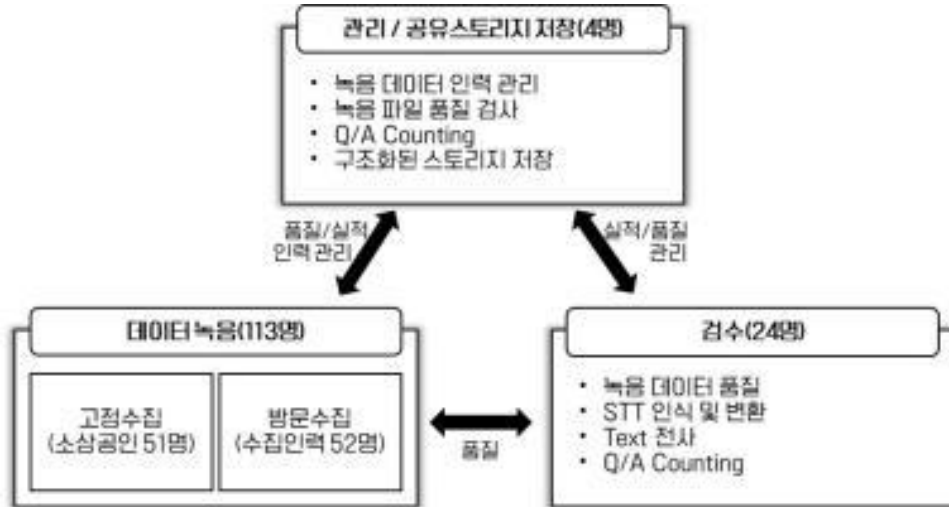 관리 / 공유스토리지 저장(4명)
• 녹음 데이터 인력 관리
• 녹음 파일 품질 검사
• Q/A Counting
• 구조화된 스토리지 저장
품질/실적
인력 관리
실적/품질
관리
데이터 녹음(113명)
고정수집
(소상공인 51명)
방문수집
(수집인력 52명)
품질
검수(24명)
• 녹음 데이터 품질
• STT 인식 및 변환
• Text 전사
• Q/A Counting